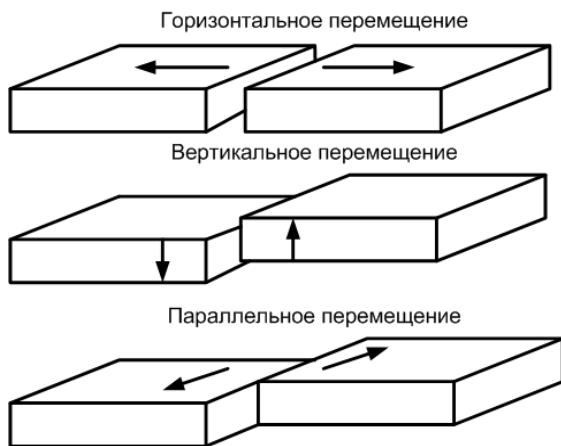 Горизонтальное перемещение
Вертикальное перемещение
Параллельное перемещение